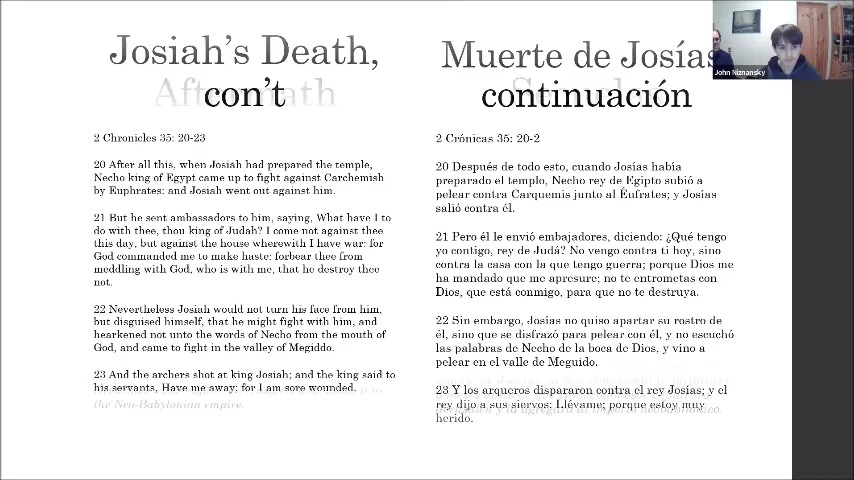 Josiah's Death,
con't
2 Chronicles 35: 20-23
20 After all this, when Josiah had prepared the temple,
Necho king of Egypt came up to fight against Carchemish
by Euphrates: and Josiah went out against him.
21 But he sent ambassadors to him, saying, What have I to
do with thee, thou king of Judah? I come not against thee
this day, but against the house wherewith I have war: for
God commanded me to make haste: forbear thee from
meddling with God, who is with me, that he destroy thee
not.
22 Nevertheless Josiah would not turn his face from him,
but disguised himself, that he might fight with him, and
hearkened not unto the words of Necho from the mouth of
God, and came to fight in the valley of Megiddo.
23 And the archers shot at king Josiah; and the king said to
his servants, Have me away; for I am sore wounded.
the Neo-Babylonian empire.
Muerte de Josías,
continuación
2 Crónicas 35: 20-2
20 Después de todo esto, cuando Josías había
preparado el templo, Necho rey de Egipto subió a
pelear contra Carquemis junto al Éufrates; y Josías
salió contra él.
21 Pero él le envió embajadores, diciendo: ¿Qué tengo
yo contigo, rey de Judá? No vengo contra ti hoy, sino
contra la casa con la que tengo guerra; porque Dios me
ha mandado que me apresure; no te entrometas con
Dios, que está conmigo, para que no te destruya.
22 Sin embargo, Josías no quiso apartar su rostro de
él, sino que se disfrazó para pelear con él, y no escuchó
las palabras de Necho de la boca de Dios, y vino a
pelear en el valle de Meguido.
23 Y los arqueros dispararon contra el rey Josías; y el
rey dijo a sus siervos: Llévame; porque estoy muy
herido.
John Niznansky